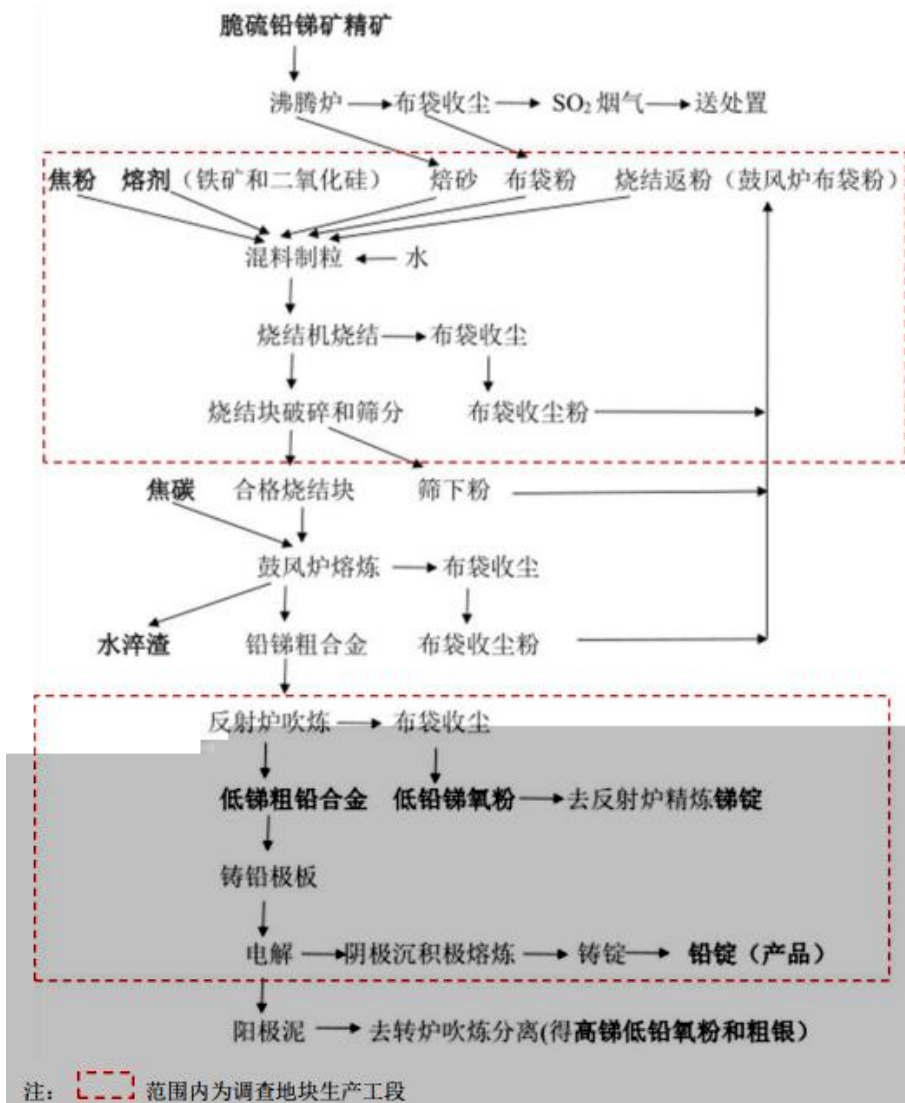 脆硫铅锑矿精矿
沸腾炉 布袋收尘 SO₂烟气 送处置
焦粉 熔剂（铁矿和二氧化硅） 焙砂 布袋粉 烧结返粉（鼓风炉布袋粉）
混料制粒 水
烧结机烧结 布袋收尘
烧结块破碎和筛分 布袋收尘粉
焦碳 合格烧结块 筛下粉
鼓风炉熔炼 布袋收尘
水淬渣 铅锑粗合金 布袋收尘粉
反射炉吹炼 布袋收尘
低锑粗铅合金 低铅锑氧粉 去反射炉精炼锑锭
铸铅极板
电解 阴极沉积极熔炼 铸锭 铅锭（产品）
阳极泥 去转炉吹炼分离(得高锑低铅氧粉和粗银）
注： 范围内为调查地块生产工段